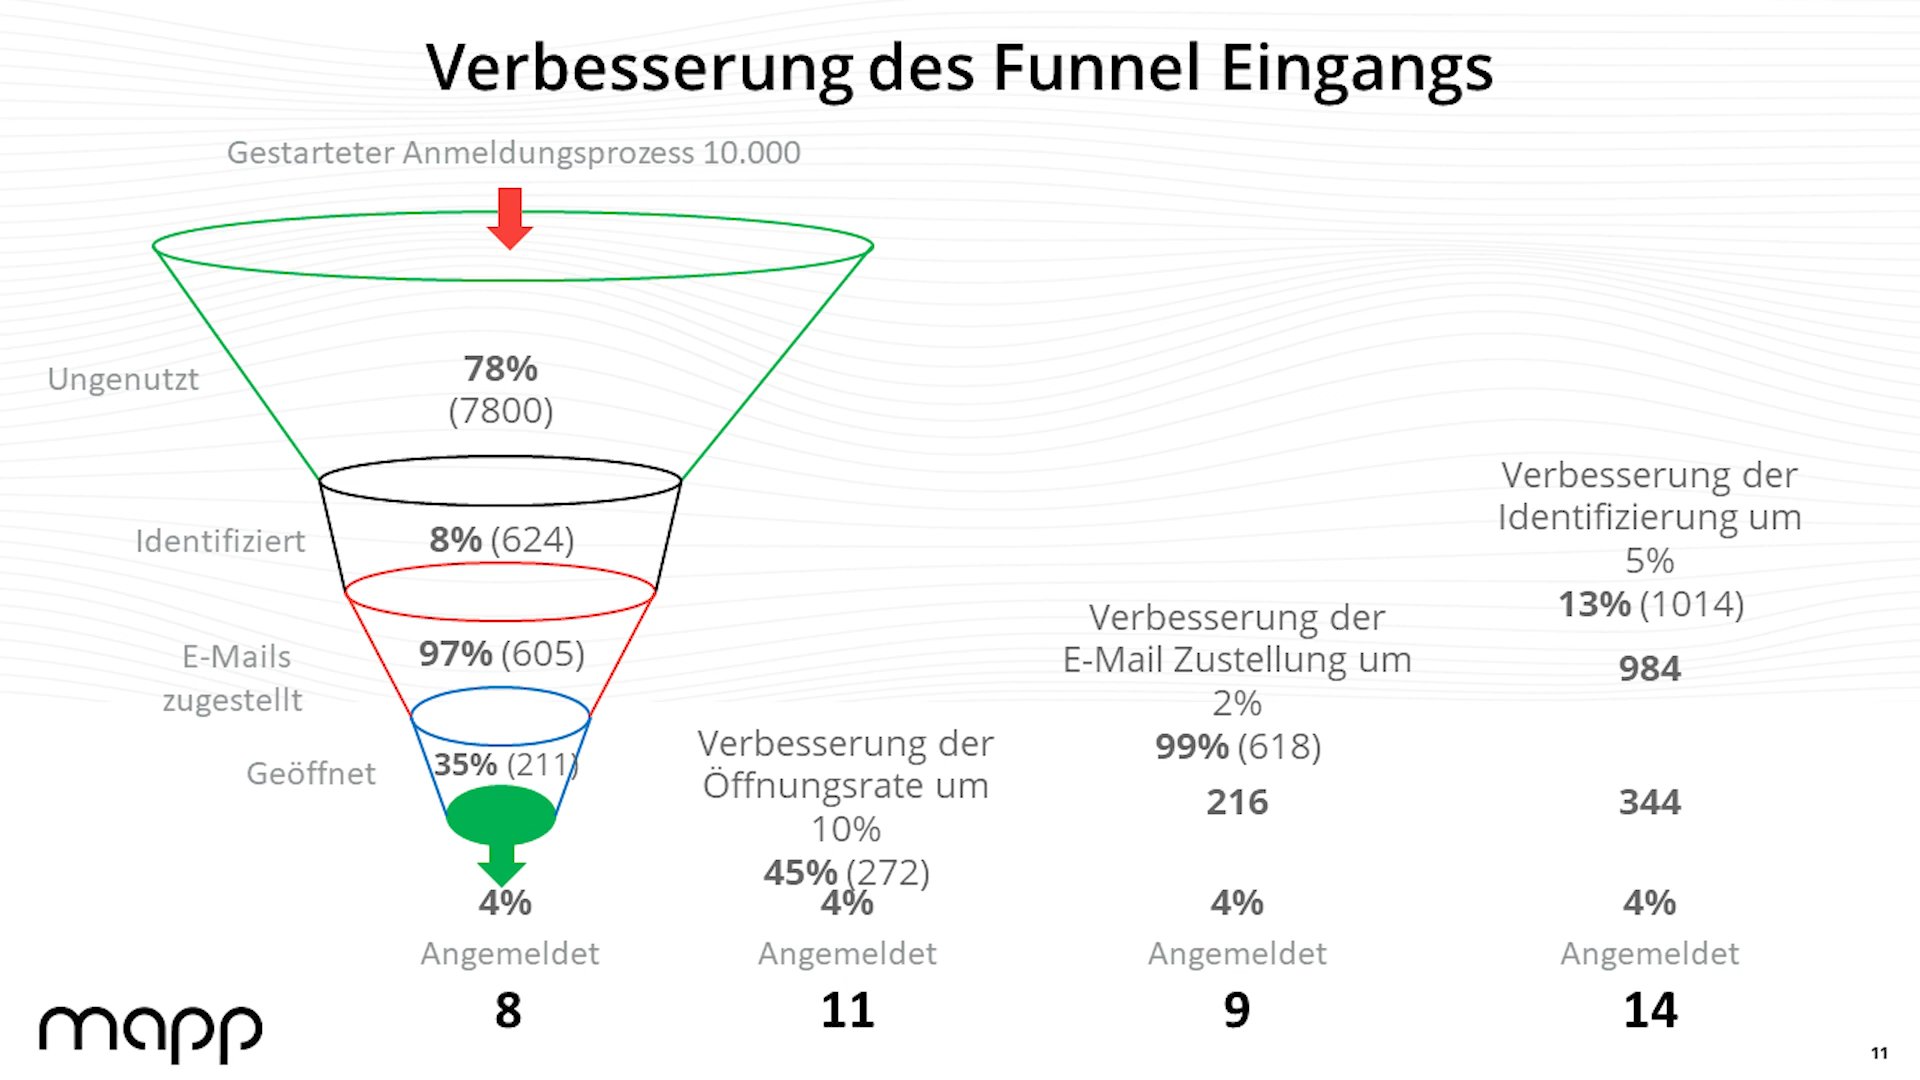 Verbesserung des Funnel Eingangs
Gestarteter Anmeldungsprozess 10.000
Ungenutzt
78%
(7800)
Identifiziert
8% (624)
E-Mails
zugestellt
97% (605)
Geöffnet
35% (211)
4%
Angemeldet
8
Verbesserung der
Öffnungsrate um
10%
45% (272)
4%
Angemeldet
11
Verbesserung der
E-Mail Zustellung um
2%
99% (618)
216
4%
Angemeldet
9
Verbesserung der
Identifizierung um
5%
13% (1014)
984
344
4%
Angemeldet
14
mapp
11